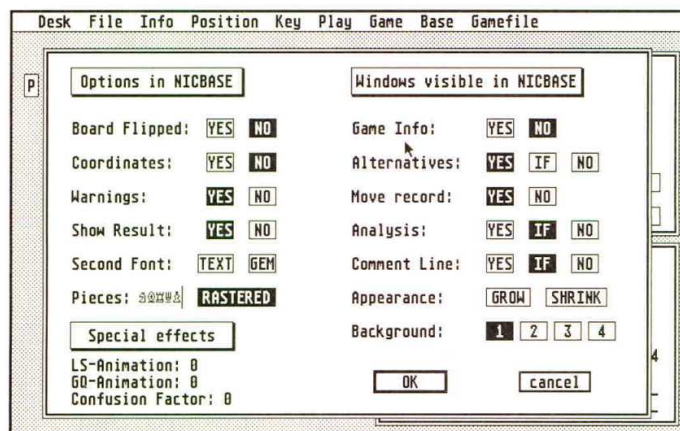 Desk File Info Position Key Play Game Base Gamefile
P
Options in NICBASE
Board Flipped: YES NO
Coordinates: YES NO
Warnings: YES NO
Show Result: YES NO
Second Font: TEXT GEM
Pieces: RASTERED
Special effects
LS-Animation: 0
GQ-Animation: 0
Confusion Factor: 0
Windows visible in NICBASE
Game Info: YES NO
Alternatives: YES IF NO
Move record: YES NO
Analysis: YES IF NO
Comment Line: YES IF NO
Appearance: GROW SHRINK
Background: 1 2 3 4
OK cancel
4